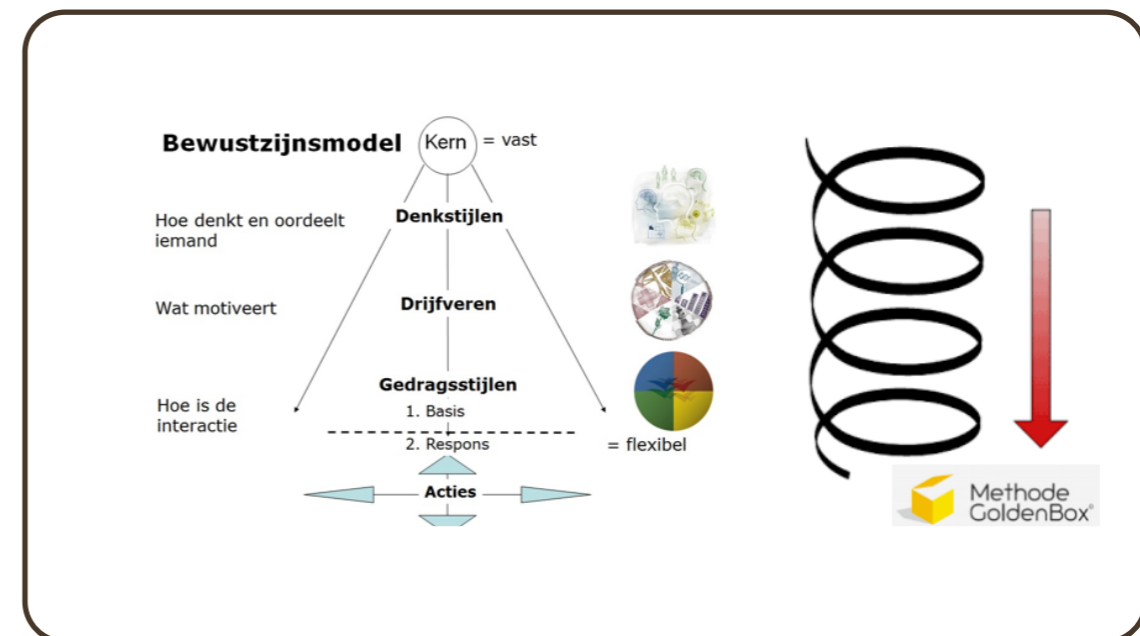 Bewustzijnsmodel
Kern
= vast
Hoe denkt en oordeelt
iemand
Denkstijlen
Wat motiveert
Drijfveren
Gedragsstijlen
Hoe is de
interactie
1. Basis
2. Respons
= flexibel
Acties
Methode
GoldenBox©